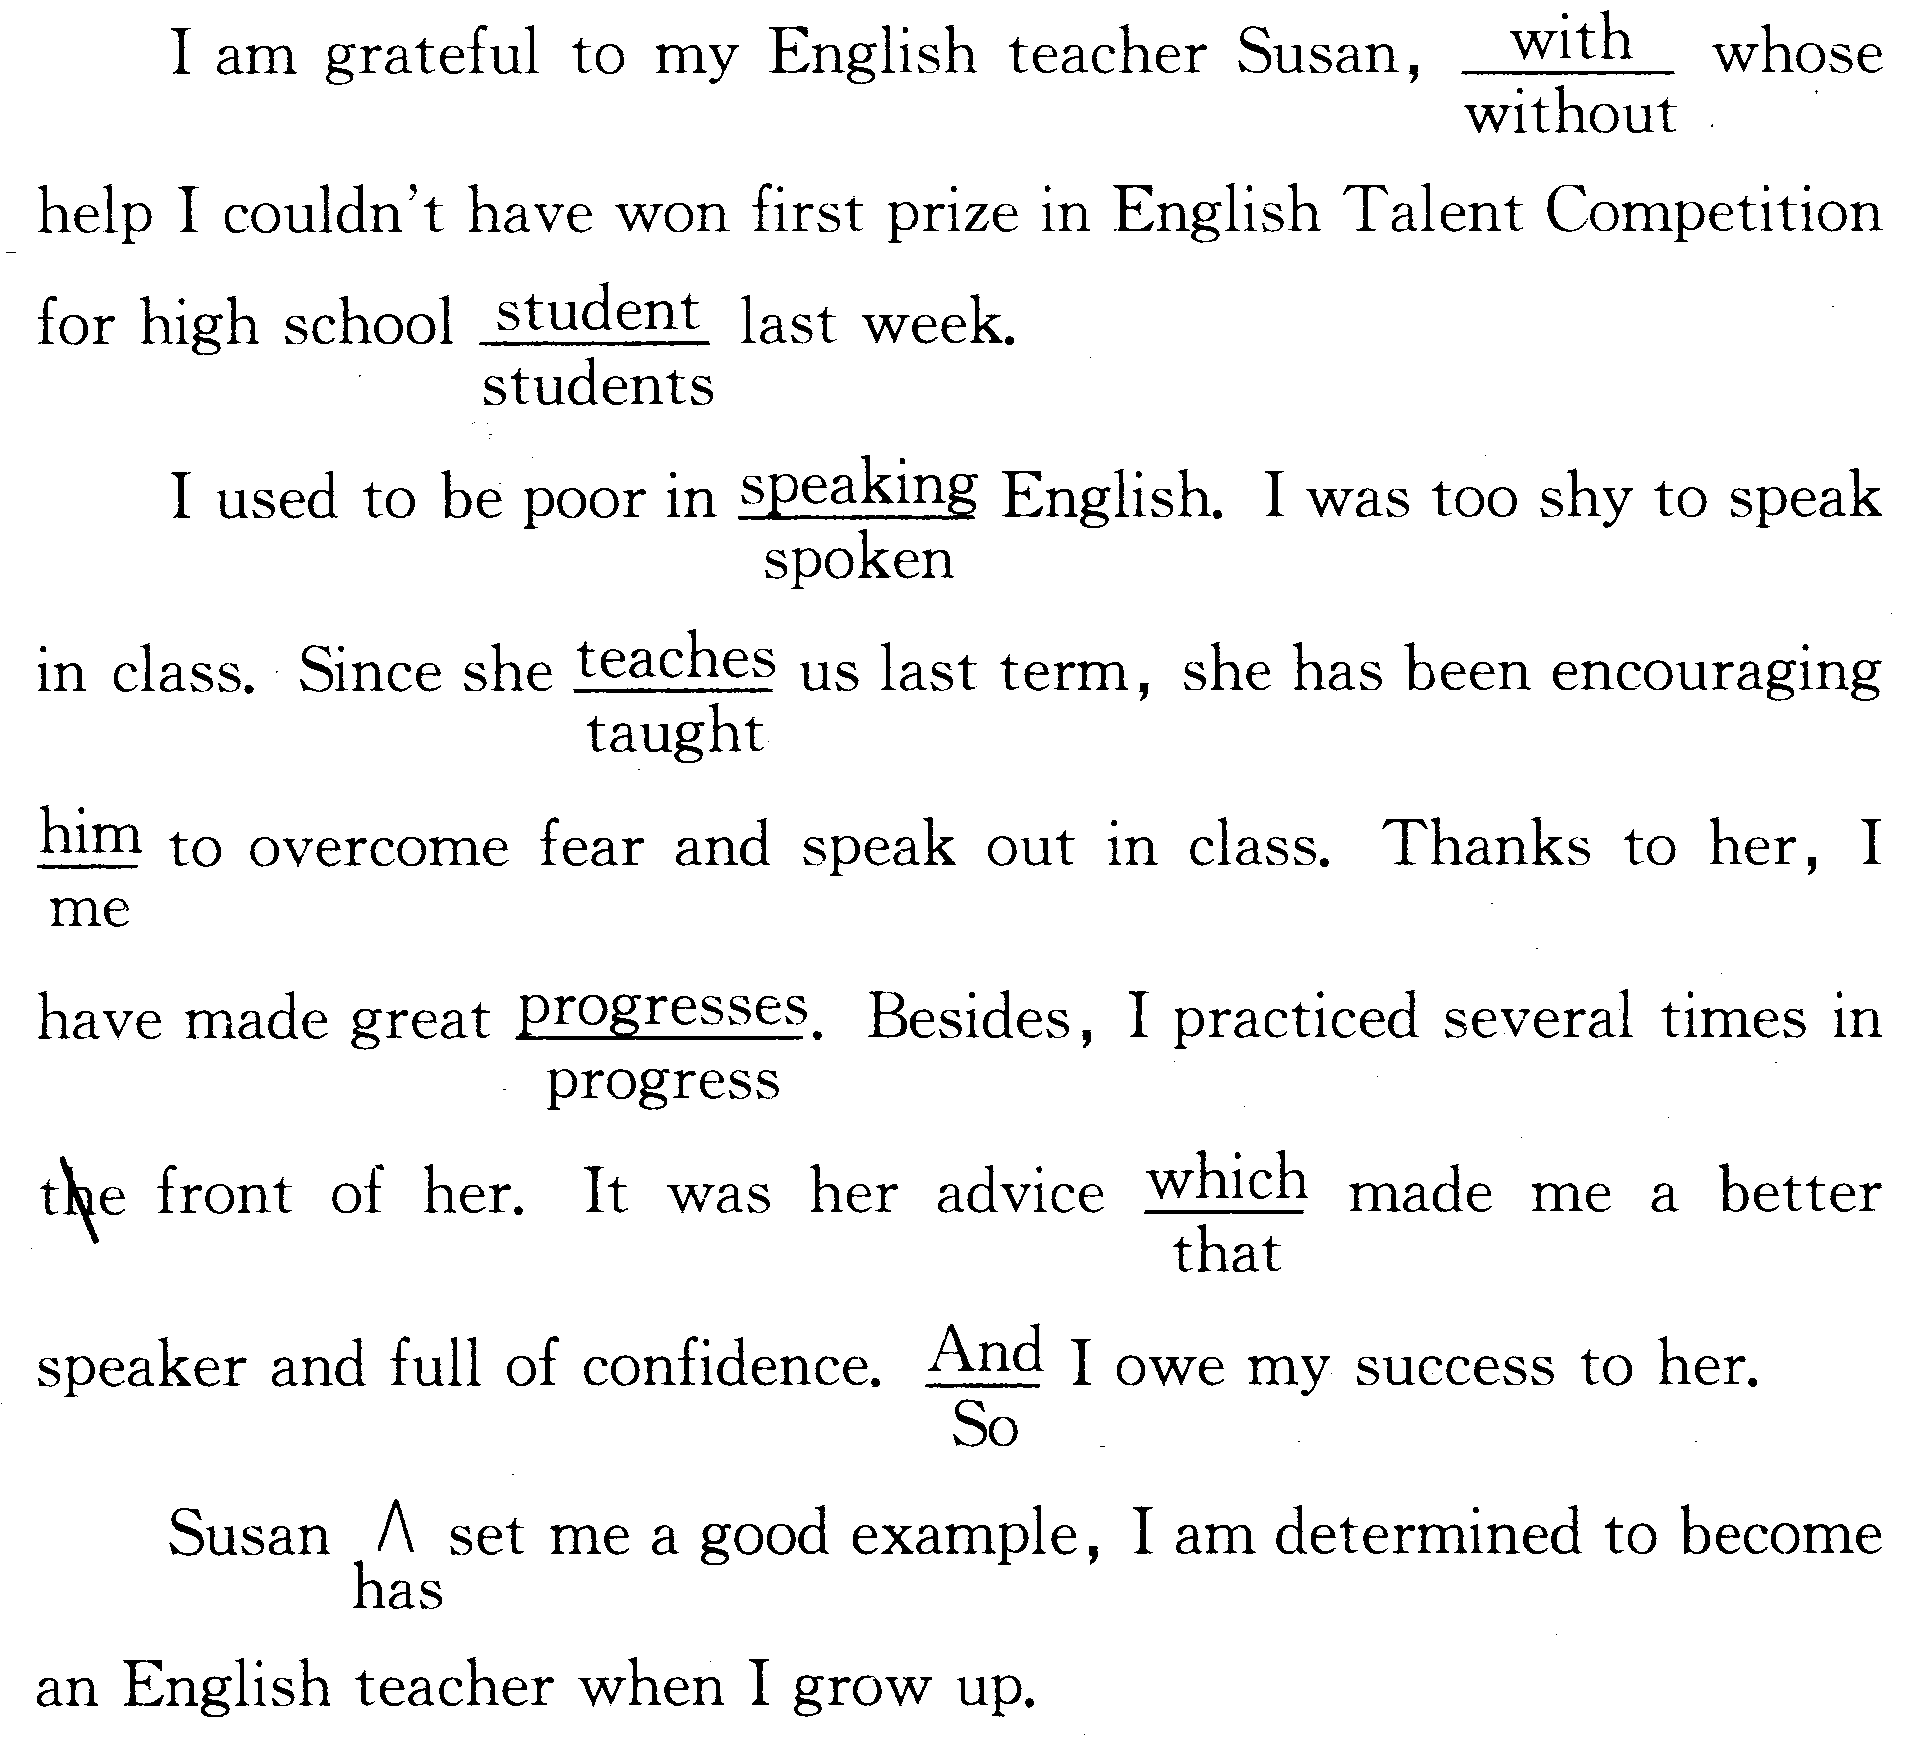 I am grateful to my English teacher Susan, with whose
without
help I couldn't have won first prize in English Talent Competition
for high school student last week.
students
I used to be poor in speaking English. I was too shy to speak
spoken
in class. Since she teaches us last term, she has been encouraging
taught
him to overcome fear and speak out in class. Thanks to her, I
me
have made great progresses. Besides, I practiced several times in
progress
the front of her. It was her advice which made me a better
that
speaker and full of confidence. And I owe my success to her.
So
Susan ∧ set me a good example, I am determined to become
has
an English teacher when I grow up.